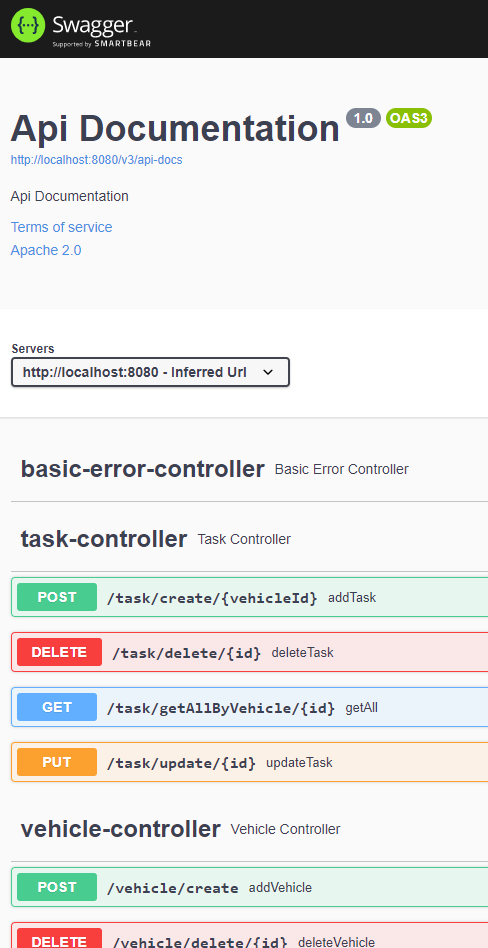 {···} Swagger
Supported by SMARTBEAR
Api Documentation 1.0 OAS3
http://localhost:8080/v3/api-docs
Api Documentation
Terms of service
Apache 2.0
Servers
http://localhost:8080 - Inferred Url
basic-error-controller Basic Error Controller
task-controller Task Controller
POST /task/create/{vehicleId} addTask
DELETE /task/delete/{id} deleteTask
GET /task/getAllByVehicle/{id} getAll
PUT /task/update/{id} updateTask
vehicle-controller Vehicle Controller
POST /vehicle/create addVehicle
DELETE /vehicle/delete/{id} deleteVehicle